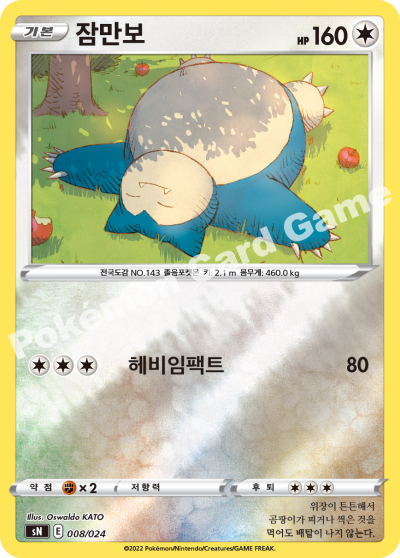 기본 잠만보 HP 160
전국도감 NO.143 졸음포켓몬 키: 2.1 m 몸무게: 460.0 kg
Pokémon Card Game
헤비임팩트 80
약점 ×2 저항력 후퇴
Illus. Oswaldo KATO
sN E 008/024
위장이 튼튼해서
곰팡이가 피거나 썩은 것을
먹어도 배탈이 나지 않는다.
©2022 Pokémon/Nintendo/Creatures/GAME FREAK.